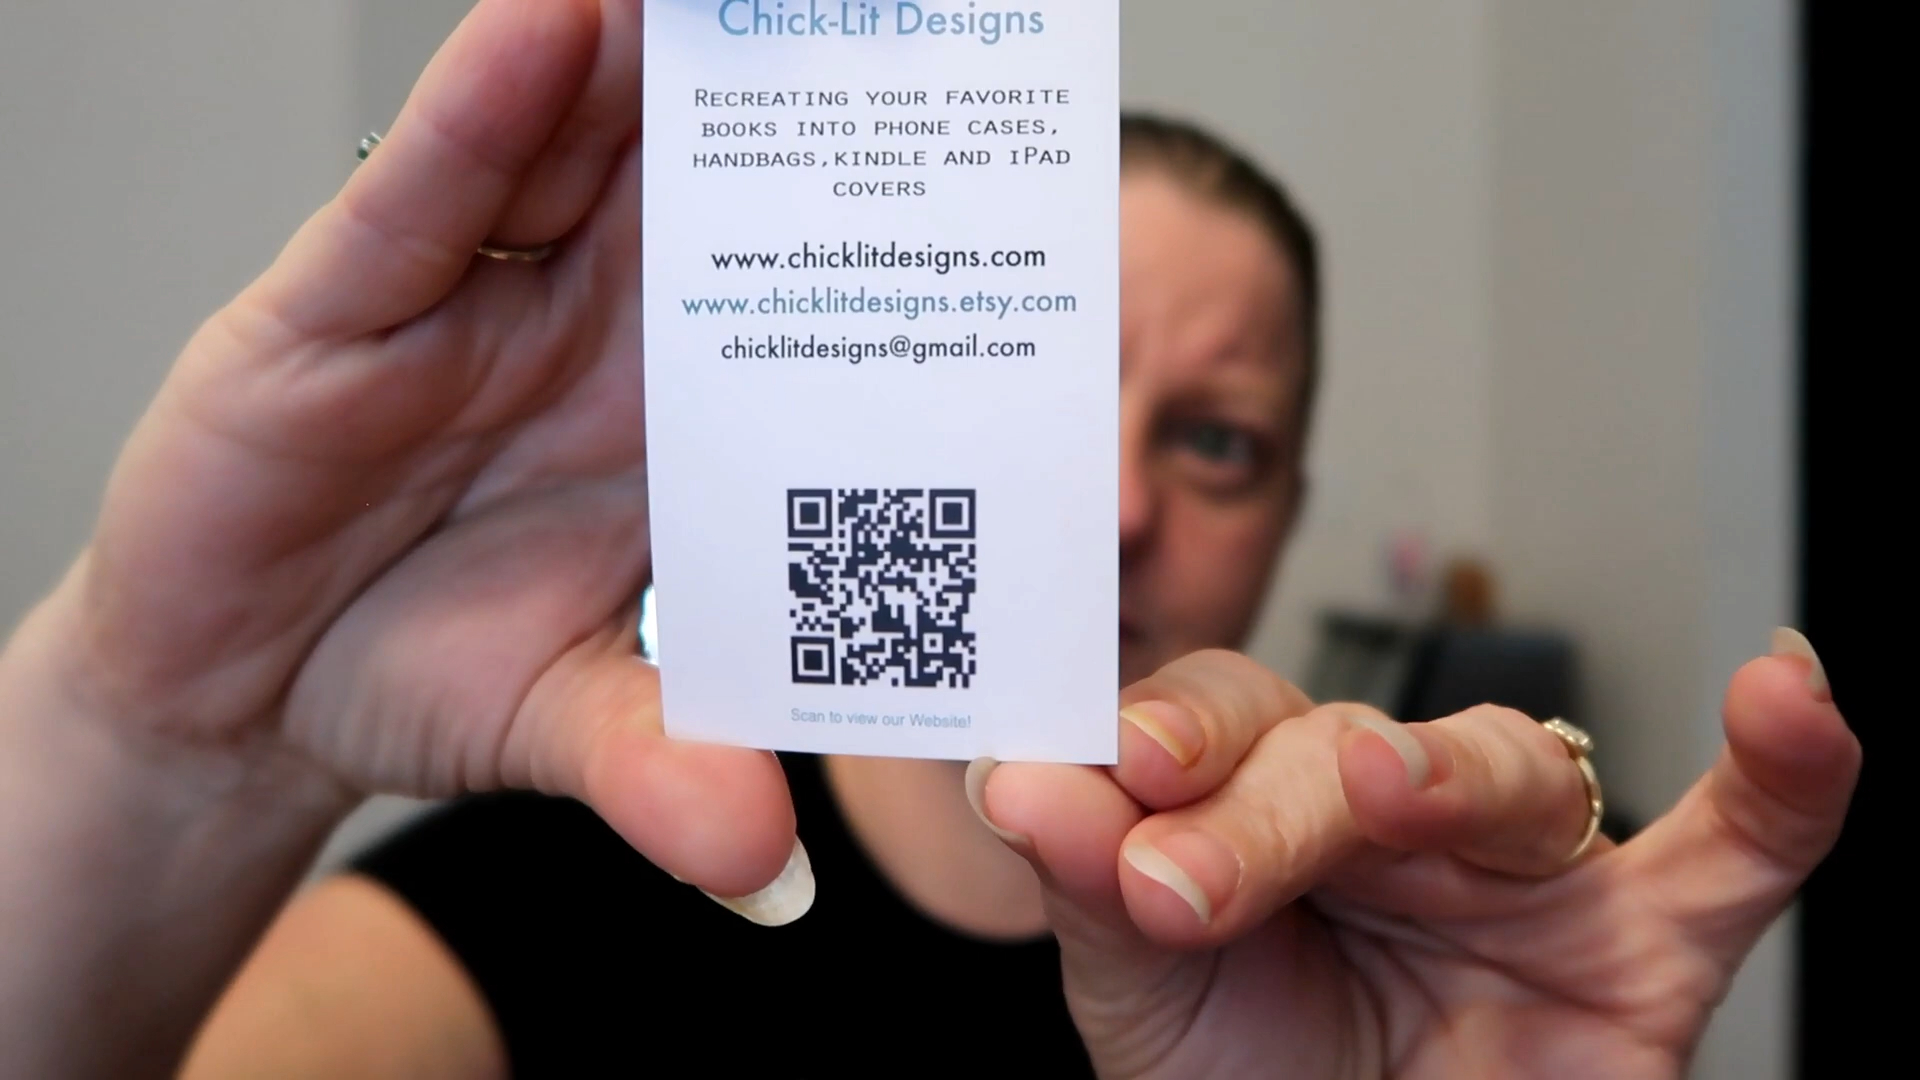 Chick-Lit Designs
RECREATING YOUR FAVORITE
BOOKS INTO PHONE CASES,
HANDBAGS,KINDLE AND IPAD
COVERS
www.chicklitdesigns.com
www.chicklitdesigns.etsy.com
chicklitdesigns@gmail.com
Scan to view our Website!